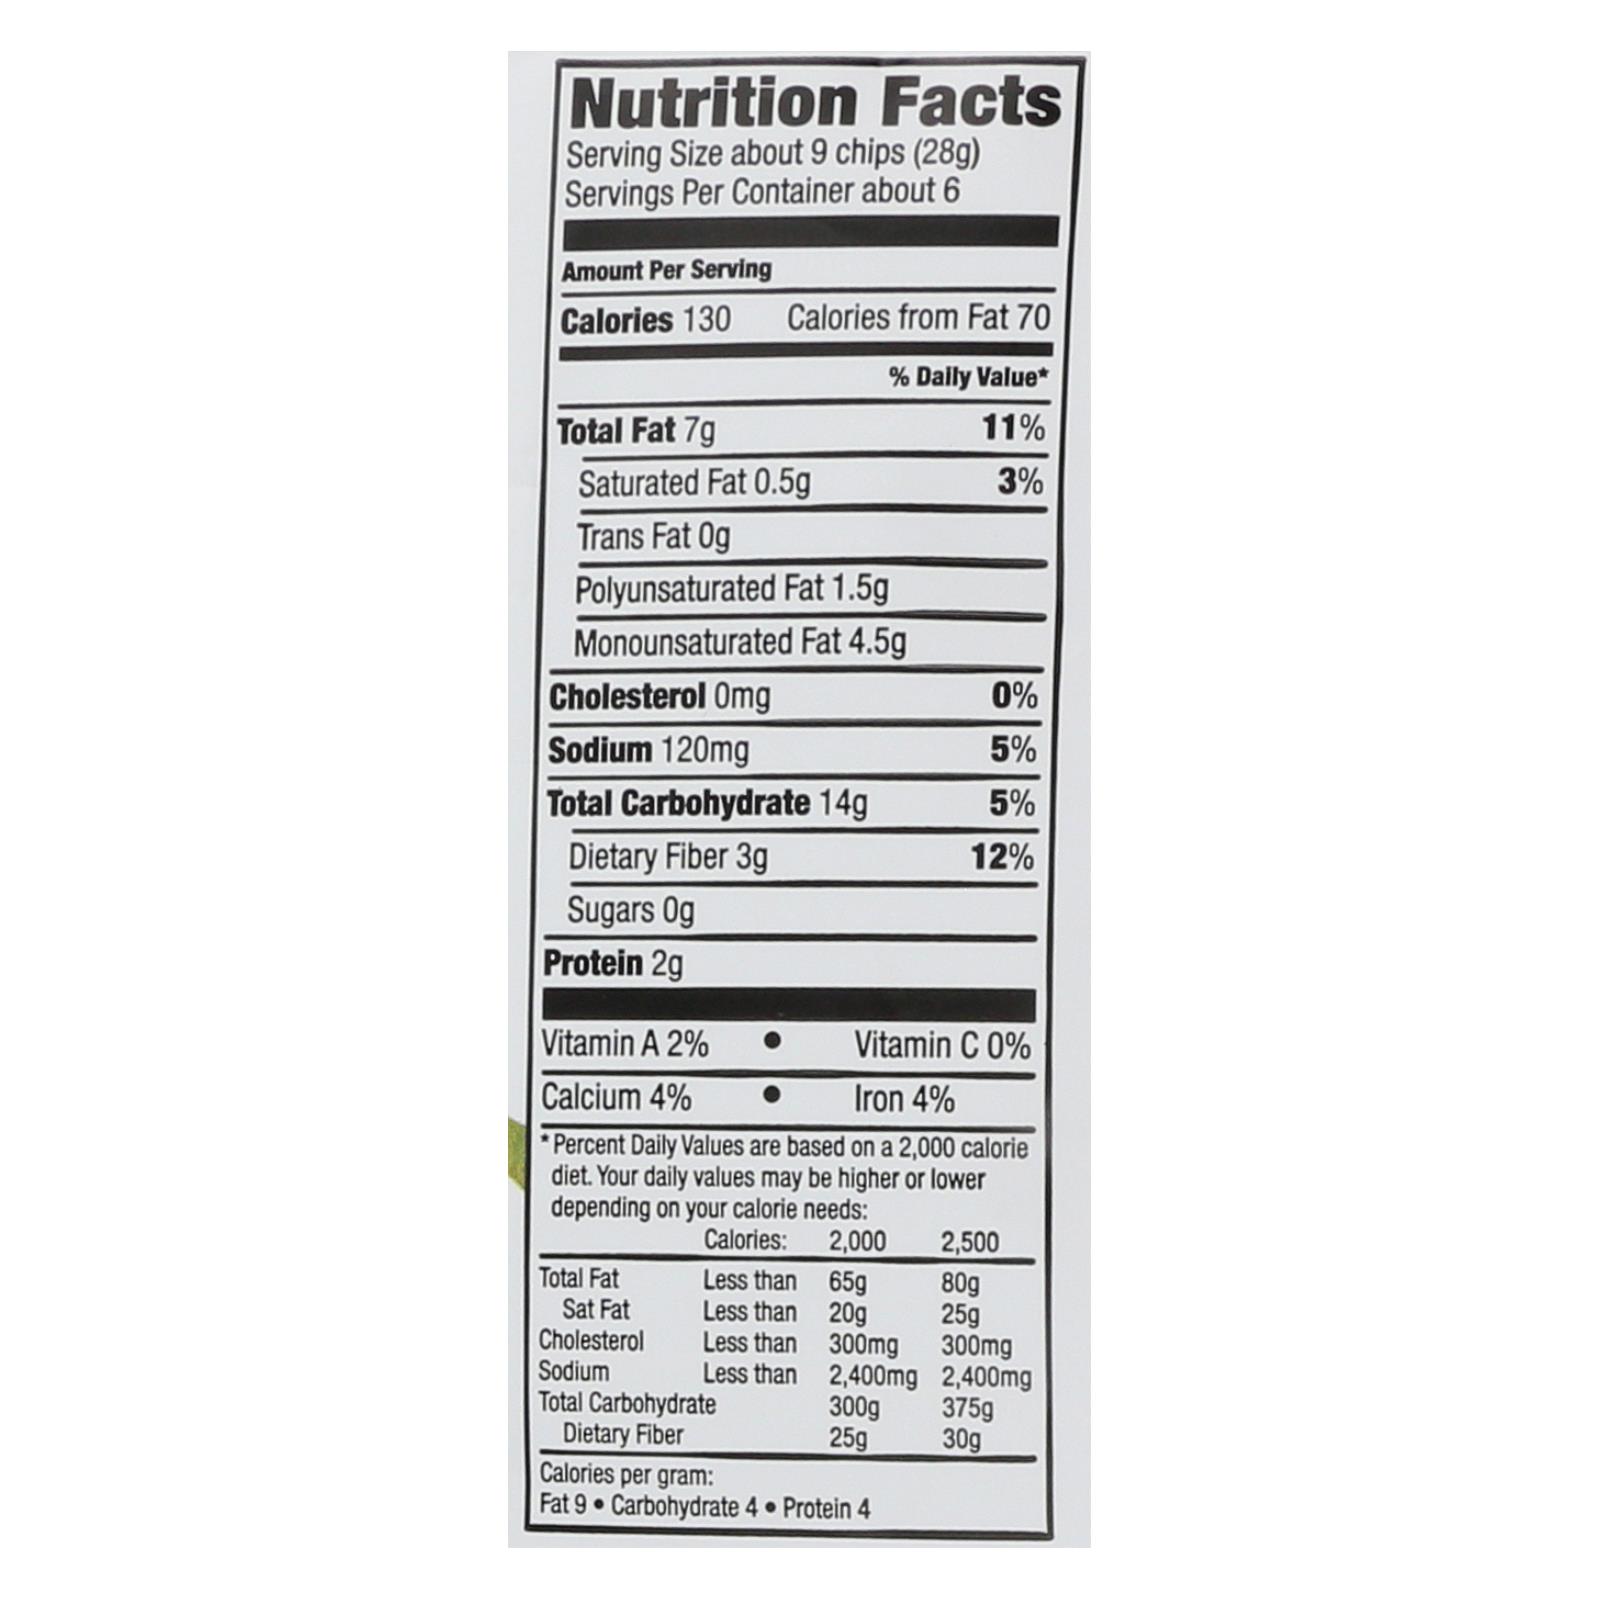 Nutrition Facts
Serving Size about 9 chips (28g)
Servings Per Container about 6
Amount Per Serving
Calories 130 Calories from Fat 70
% Daily Value*
Total Fat 7g 11%
Saturated Fat 0.5g 3%
Trans Fat 0g
Polyunsaturated Fat 1.5g
Monounsaturated Fat 4.5g
Cholesterol 0mg 0%
Sodium 120mg 5%
Total Carbohydrate 14g 5%
Dietary Fiber 3g 12%
Sugars 0g
Protein 2g
Vitamin A 2% • Vitamin C 0%
Calcium 4% • Iron 4%
* Percent Daily Values are based on a 2,000 calorie
diet. Your daily values may be higher or lower
depending on your calorie needs:
Calories: 2,000 2,500
Total Fat Less than 65g 80g
Sat Fat Less than 20g 25g
Cholesterol Less than 300mg 300mg
Sodium Less than 2,400mg 2,400mg
Total Carbohydrate 300g 375g
Dietary Fiber 25g 30g
Calories per gram:
Fat 9 • Carbohydrate 4 • Protein 4